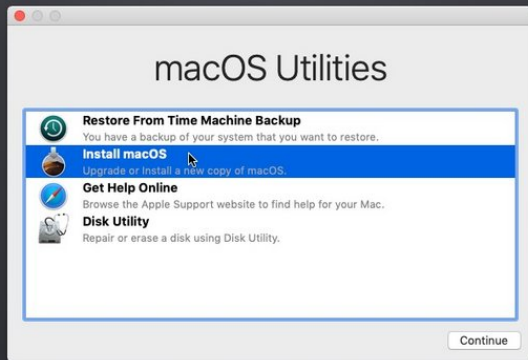 macOS Utilities
Restore From Time Machine Backup
You have a backup of your system that you want to restore.
Install macOS
Upgrade or Install a new copy of macOS.
Get Help Online
Browse the Apple Support website to find help for your Mac.
Disk Utility
Repair or erase a disk using Disk Utility.
Continue